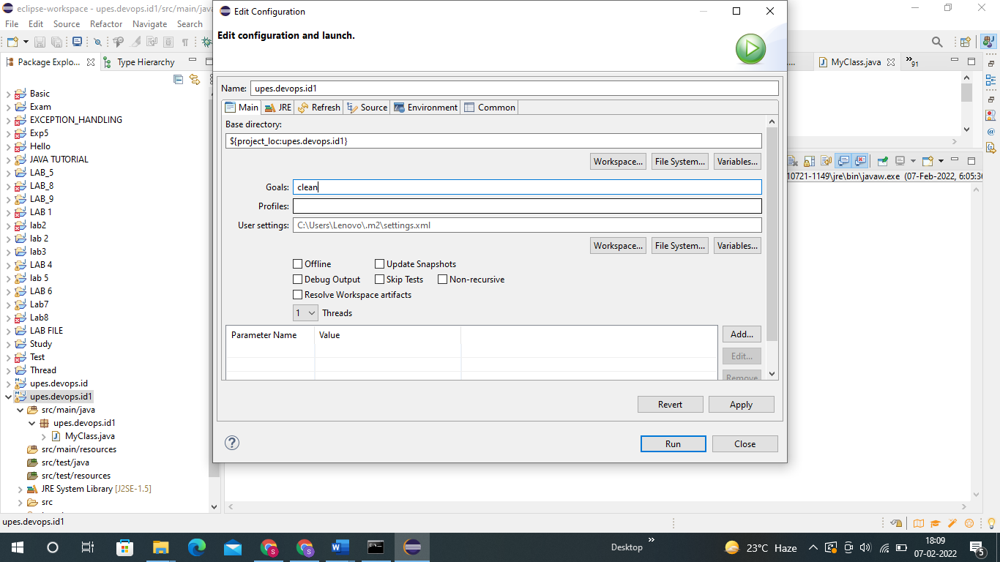 eclipse-workspace - upes.devops.id1/src/main/java
Edit Configuration
File Edit Source Refactor Navigate Search
Edit configuration and launch.
Package Explo... Type Hierarchy
MyClass.java
91
Name: upes.devops.id1
Main JRE Refresh Source Environment Common
Base directory:
${project_loc:upes.devops.id1}
Workspace... File System... Variables...
10721-1149\jre\bin\javaw.exe (07-Feb-2022, 6:05:36
Goals: clean
Profiles:
User settings: C:\Users\Lenovo\.m2\settings.xml
Workspace... File System... Variables...
Offline Update Snapshots
Debug Output Skip Tests Non-recursive
Resolve Workspace artifacts
1 Threads
Parameter Name Value
Add...
Edit...
Remove
Revert Apply
Run Close
Basic
Exam
EXCEPTION_HANDLING
Exp5
Hello
JAVA TUTORIAL
LAB_5
LAB_8
LAB_9
LAB 1
lab2
lab 2
lab3
LAB 4
lab 5
LAB 6
Lab7
Lab8
LAB FILE
Study
Test
Thread
upes.devops.id
upes.devops.id1
src/main/java
upes.devops.id1
MyClass.java
src/main/resources
src/test/java
src/test/resources
JRE System Library [J2SE-1.5]
src
upes.devops.id1
Desktop
23°C Haze
18:09
07-02-2022
5